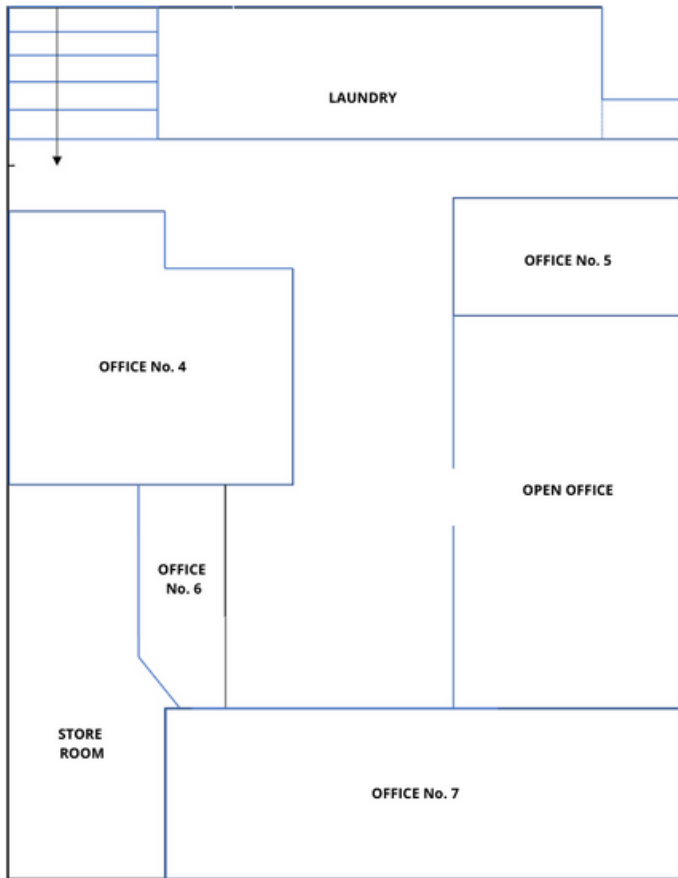 LAUNDRY
OFFICE No. 5
OFFICE No. 4
OPEN OFFICE
OFFICE
No. 6
STORE
ROOM
OFFICE No. 7